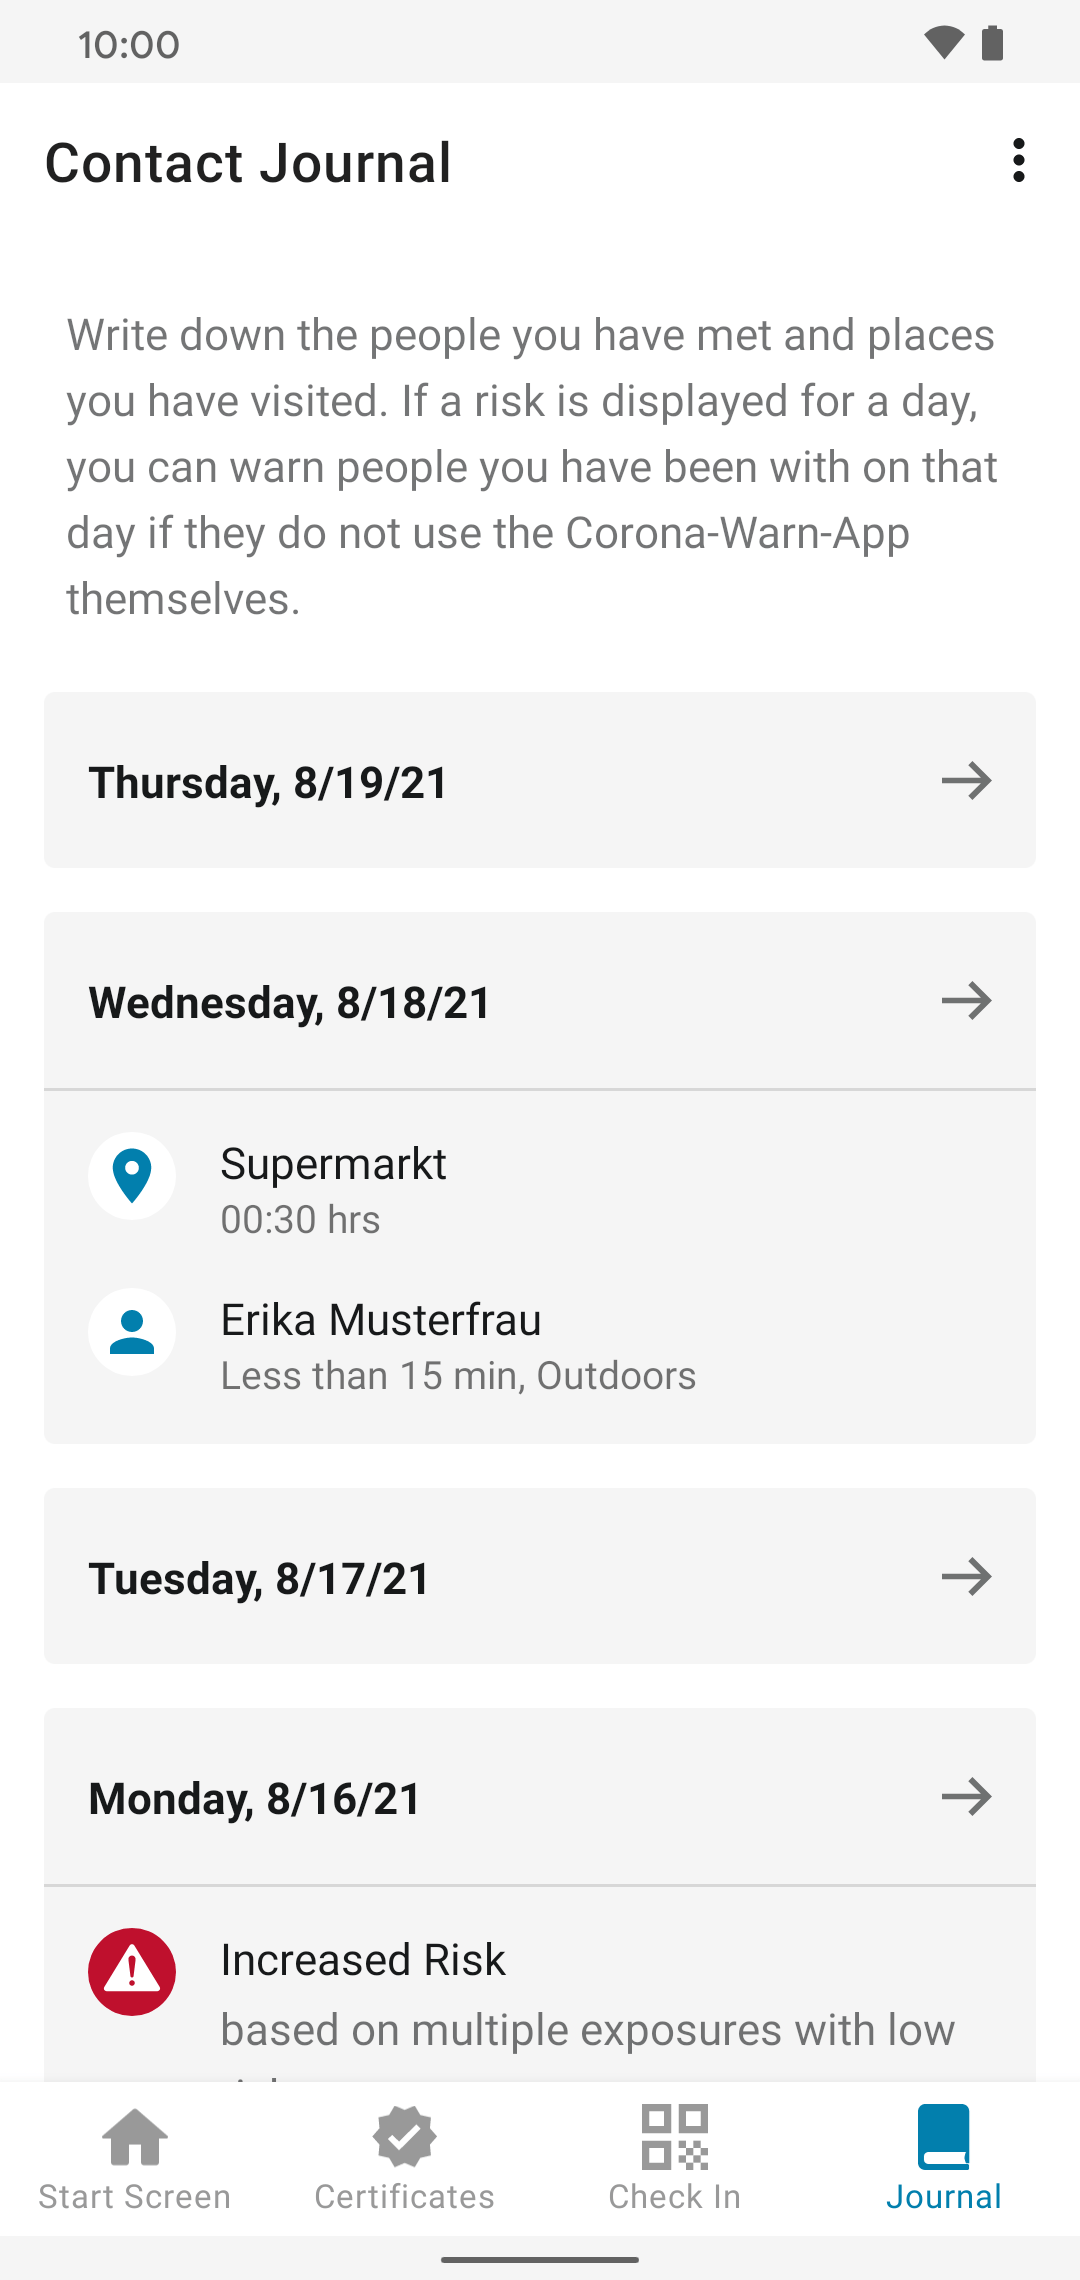 10:00
Contact Journal
Write down the people you have met and places
you have visited. If a risk is displayed for a day,
you can warn people you have been with on that
day if they do not use the Corona-Warn-App
themselves.
Thursday, 8/19/21
Wednesday, 8/18/21
Supermarkt
00:30 hrs
Erika Musterfrau
Less than 15 min, Outdoors
Tuesday, 8/17/21
Monday, 8/16/21
Increased Risk
based on multiple exposures with low
Start Screen
Certificates
Check In
Journal